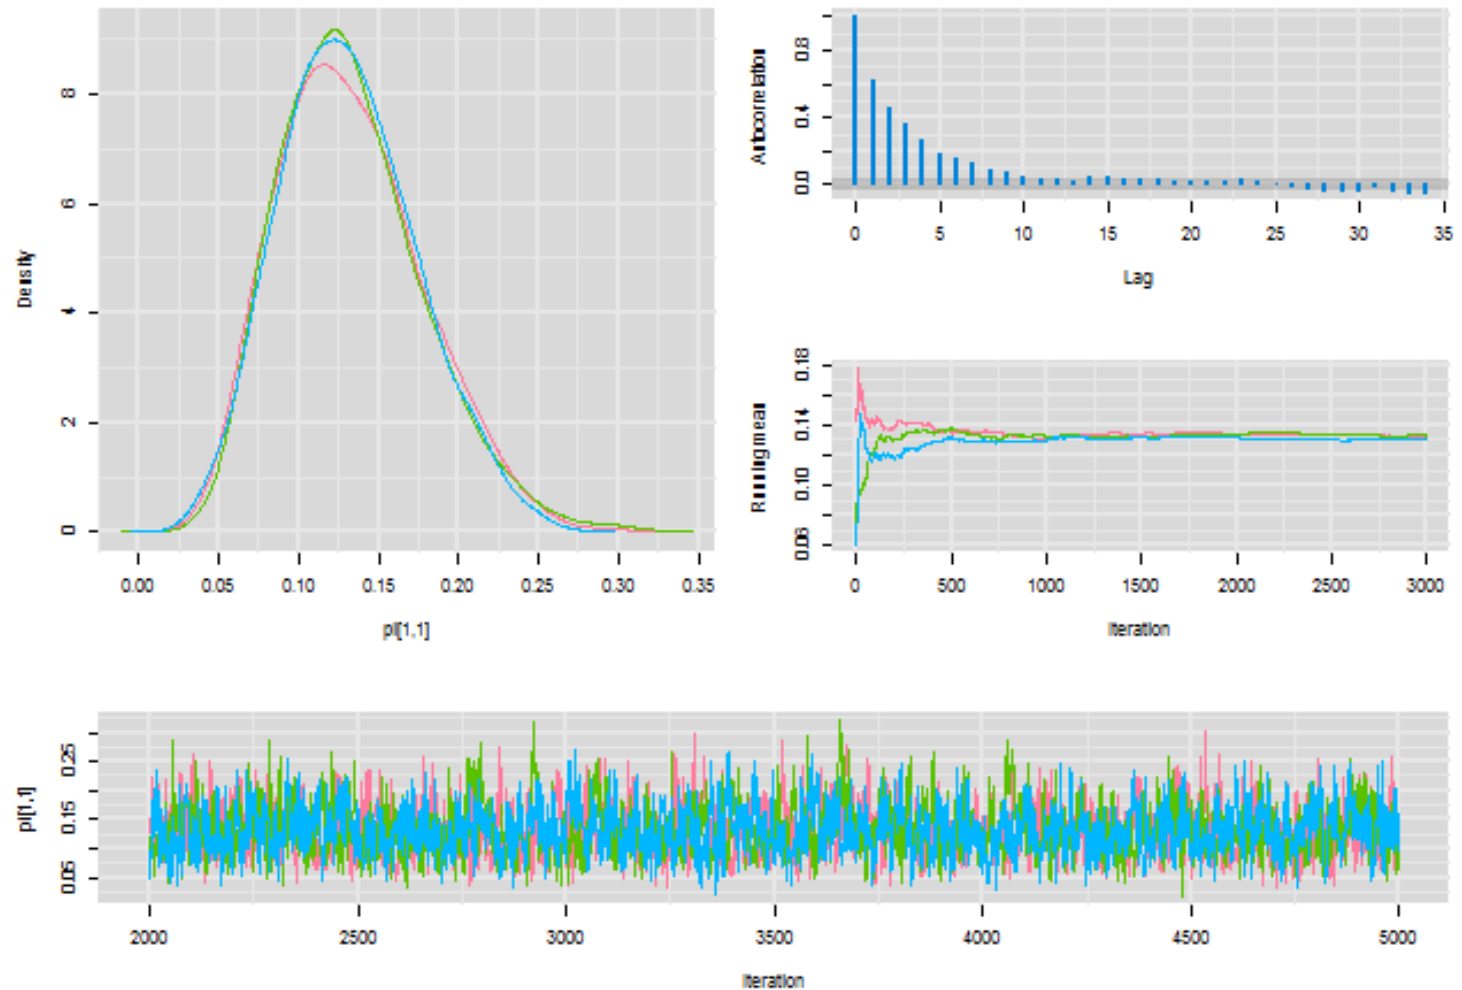 Density
0 2 4 6 8
0.00 0.05 0.10 0.15 0.20 0.25 0.30 0.35
pi[1,1]
Autocorrelation
0.0 0.4 0.8
0 5 10 15 20 25 30 35
Lag
Running mean
0.06 0.10 0.14 0.18
0 500 1000 1500 2000 2500 3000
Iteration
pi[1,1]
0.05 0.15 0.25
2000 2500 3000 3500 4000 4500 5000
Iteration